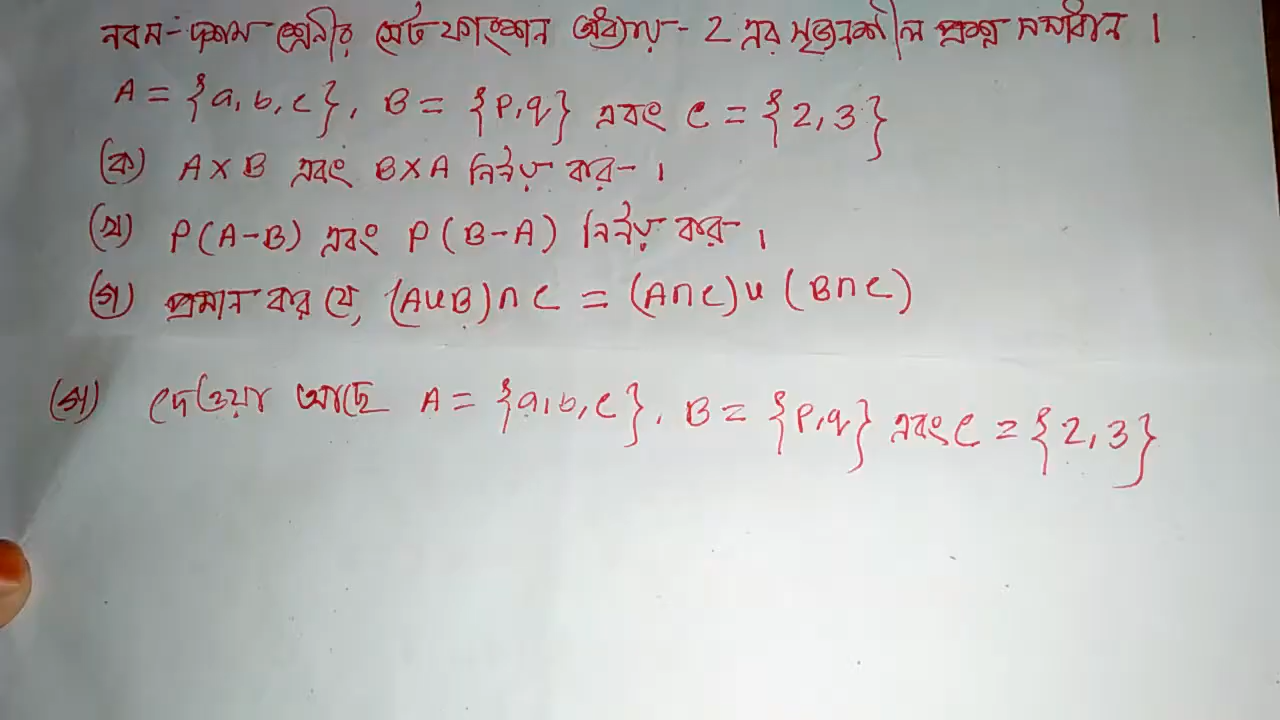 নবম-দশম শ্রেণীর সেট ফাংশন অধ্যায়-2 এর সৃজনশীল প্রশ্ন সমাধান ।
A = {a, b, c}, B = {p, q} এবং C = {2, 3}
(ক) A × B এবং B × A নির্ণয় কর- ।
(খ) P(A-B) এবং P(B-A) নির্ণয় কর- ।
(গ) প্রমান কর যে, (A∪B)∩C = (A∩C)∪(B∩C)
(গ) দেওয়া আছে A = {a, b, c}, B = {p, q} এবং C = {2, 3}